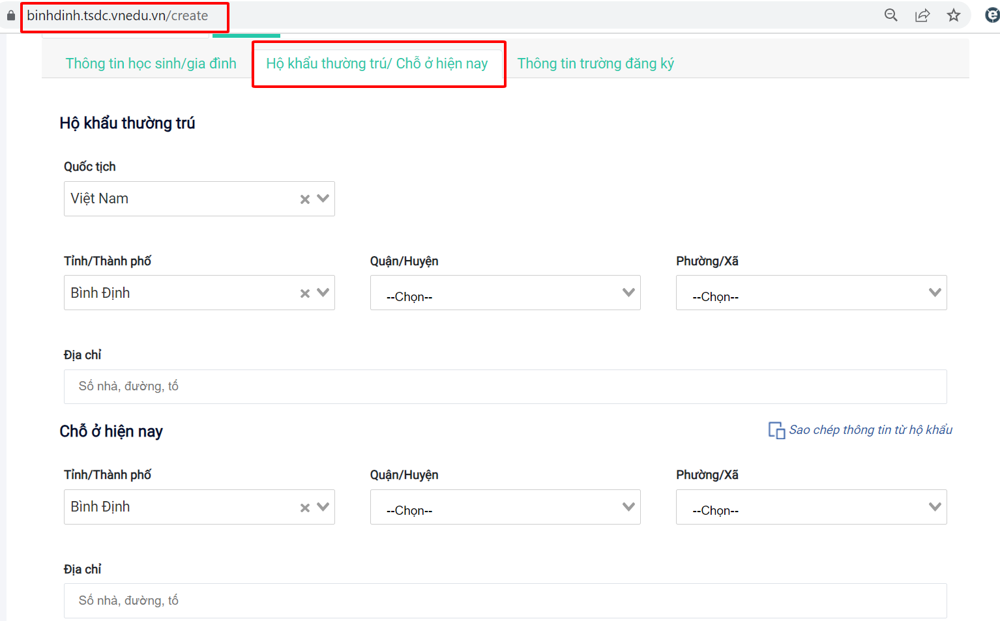 binhdinh.tsdc.vnedu.vn/create
Thông tin học sinh/gia đình Hộ khẩu thường trú/ Chỗ ở hiện nay Thông tin trường đăng ký
Hộ khẩu thường trú
Quốc tịch
Việt Nam
Tỉnh/Thành phố Quận/Huyện Phường/Xã
Bình Định --Chọn-- --Chọn--
Địa chỉ
Số nhà, đường, tổ
Chỗ ở hiện nay Sao chép thông tin từ hộ khẩu
Tỉnh/Thành phố Quận/Huyện Phường/Xã
Bình Định --Chọn-- --Chọn--
Địa chỉ
Số nhà, đường, tổ